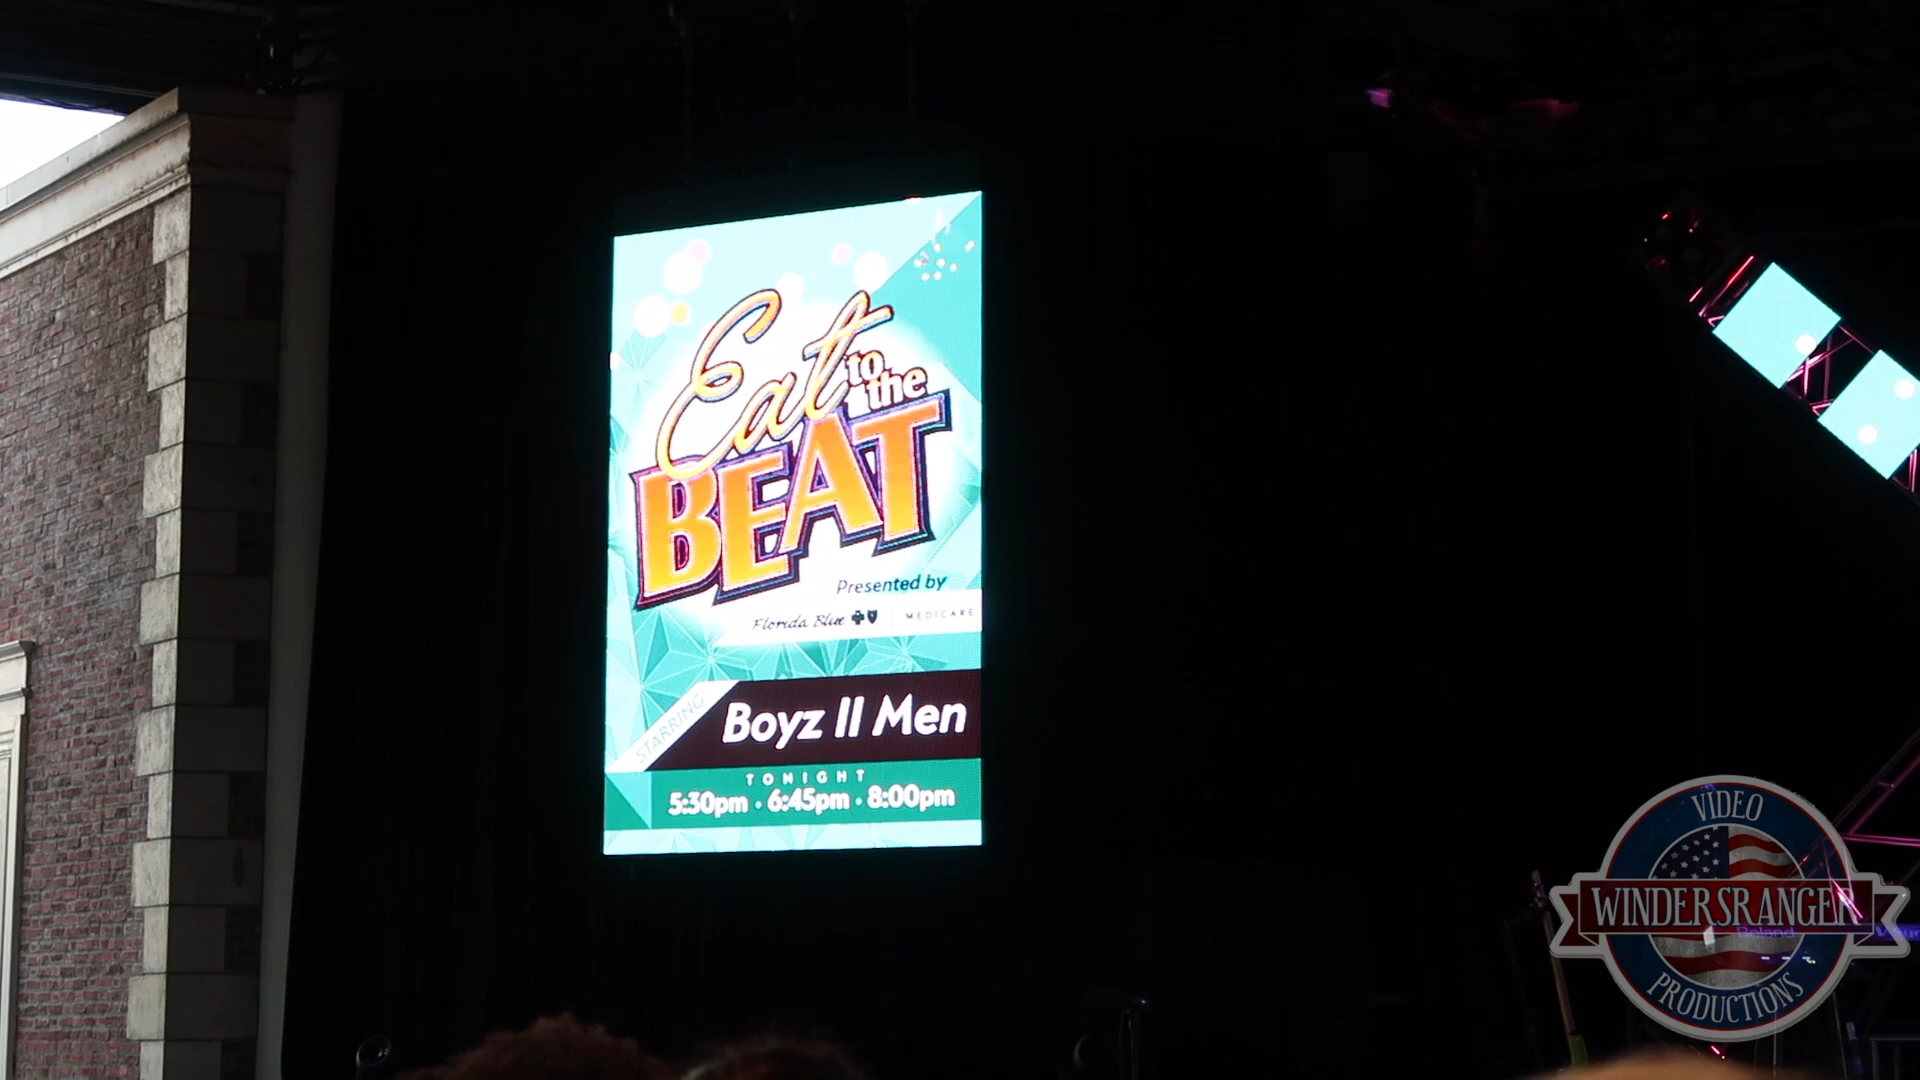 Eat
to
the
BEAT
Presented by
Florida Blue MEDICARE
STARRING
Boyz II Men
TONIGHT
5:30pm · 6:45pm · 8:00pm
VIDEO
WINDERSRANGER
Roland
PRODUCTIONS